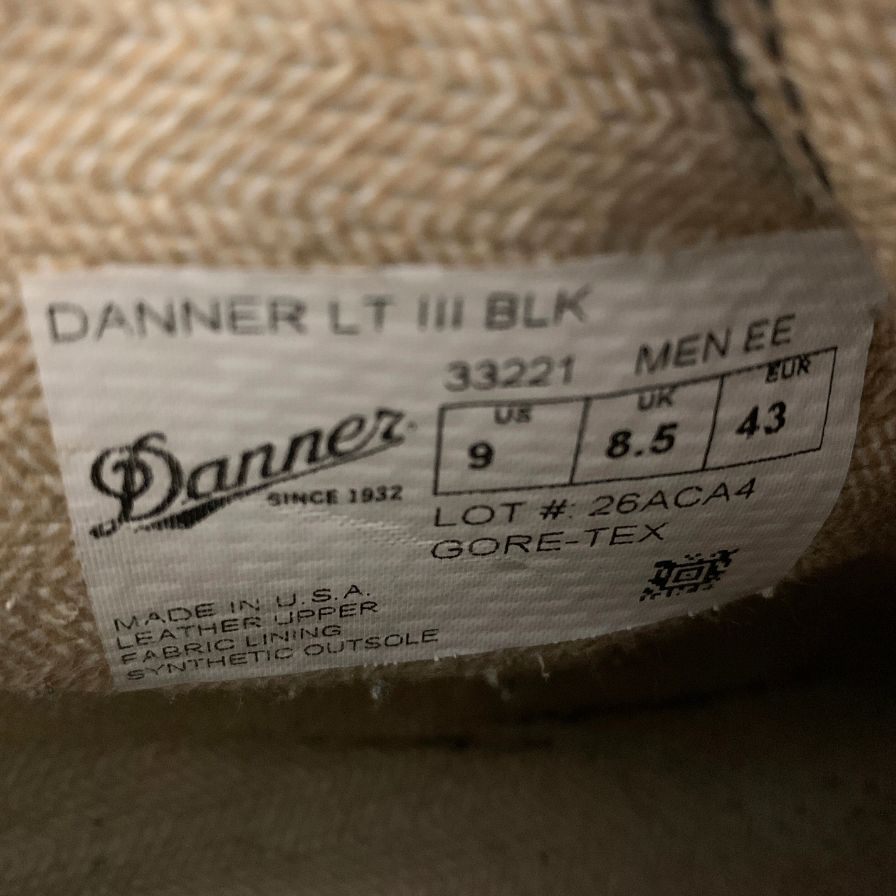 DANNER LT III BLK
33221 MEN EE
US UK EUR
9 8.5 43
Danner
SINCE 1932
LOT #: 26ACA4
GORE-TEX
MADE IN U.S.A.
LEATHER UPPER
FABRIC LINING
SYNTHETIC OUTSOLE